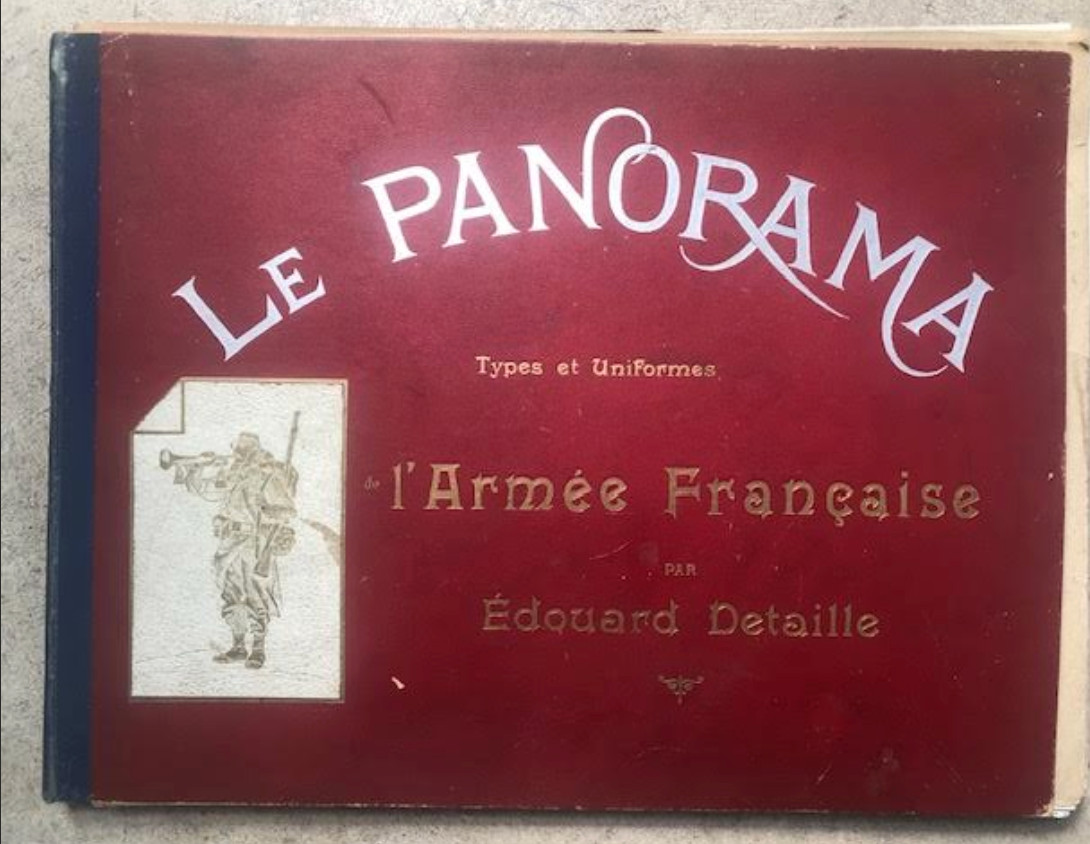 LE PANORAMA
Types et Uniformes
de l'Armée Française
PAR
Édouard Detaille